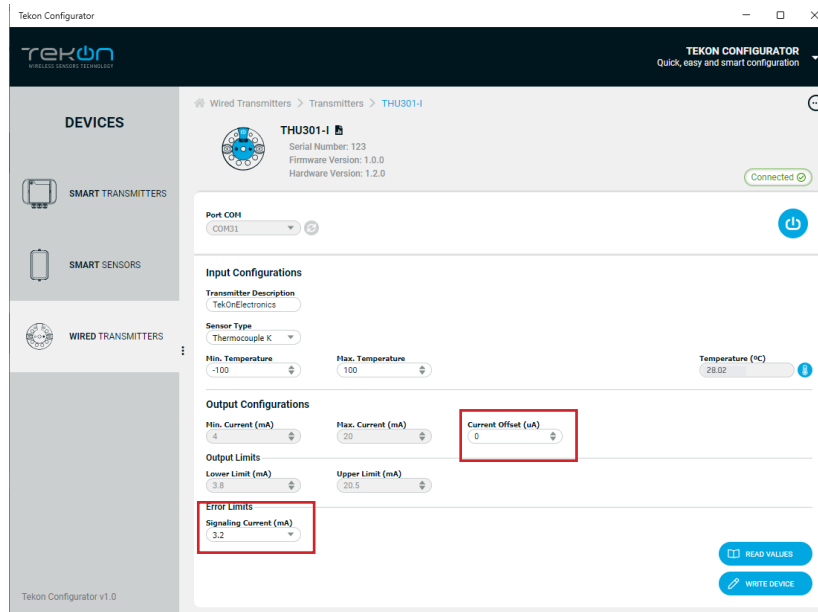 Tekon Configurator
TEKON
WIRELESS SENSORS TECHNOLOGY
TEKON CONFIGURATOR
Quick, easy and smart configuration
DEVICES
SMART TRANSMITTERS
SMART SENSORS
WIRED TRANSMITTERS
Tekon Configurator v1.0
Wired Transmitters > Transmitters > THU301-I
THU301-I
Serial Number: 123
Firmware Version: 1.0.0
Hardware Version: 1.2.0
Connected
Port COM
COM31
Input Configurations
Transmitter Description
TekOnElectronics
Sensor Type
Thermocouple K
Min. Temperature Max. Temperature Temperature (ºC)
-100 100 28.02
Output Configurations
Min. Current (mA) Max. Current (mA) Current Offset (uA)
4 20 0
Output Limits
Lower Limit (mA) Upper Limit (mA)
3.8 20.5
Error Limits
Signaling Current (mA)
3.2
READ VALUES
WRITE DEVICE